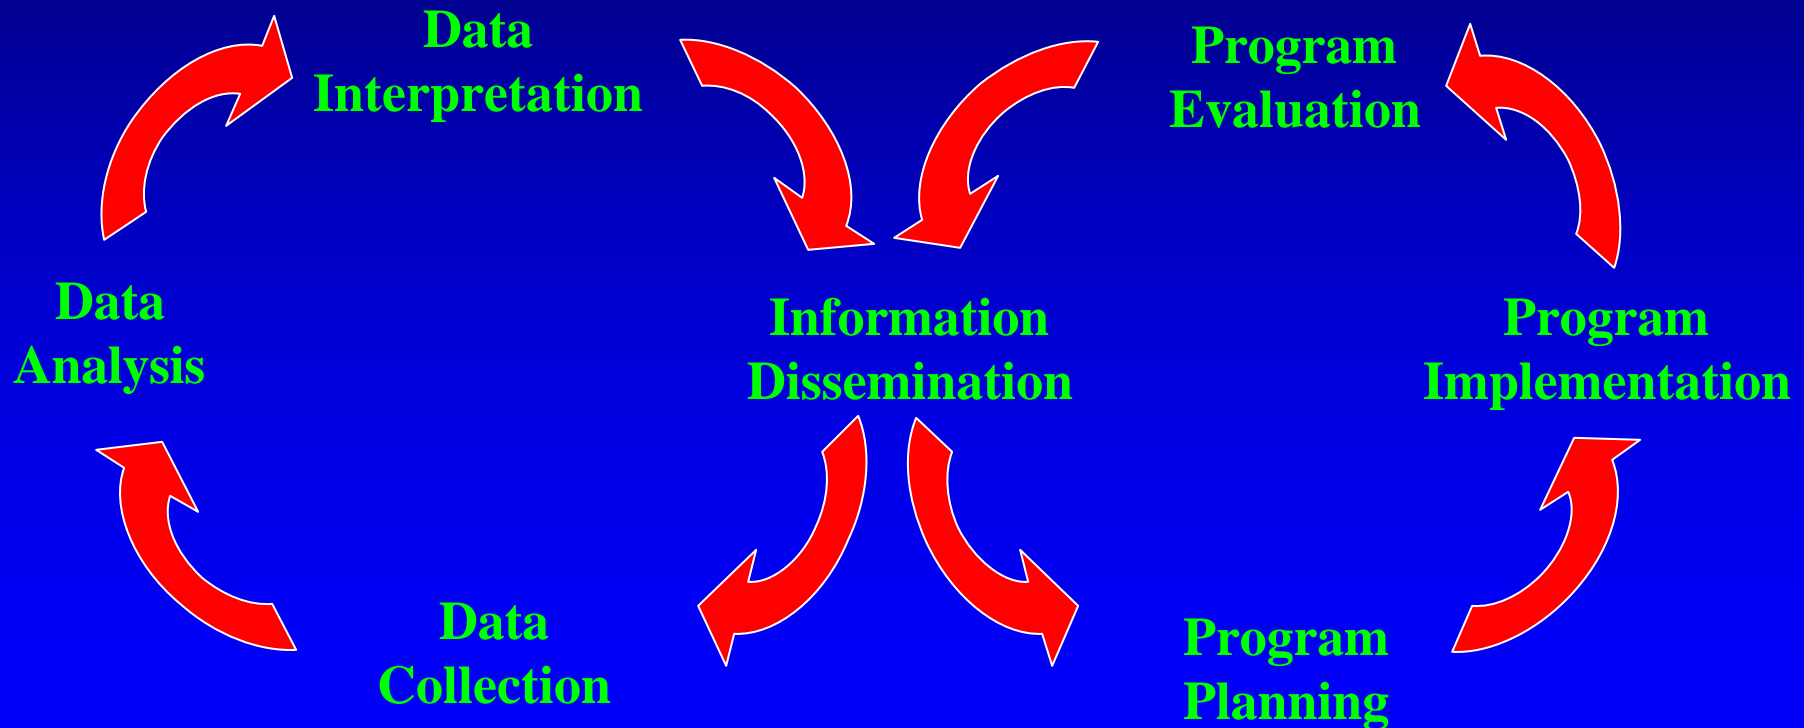 Data
Interpretation
Program
Evaluation
Data
Analysis
Information
Dissemination
Program
Implementation
Data
Collection
Program
Planning